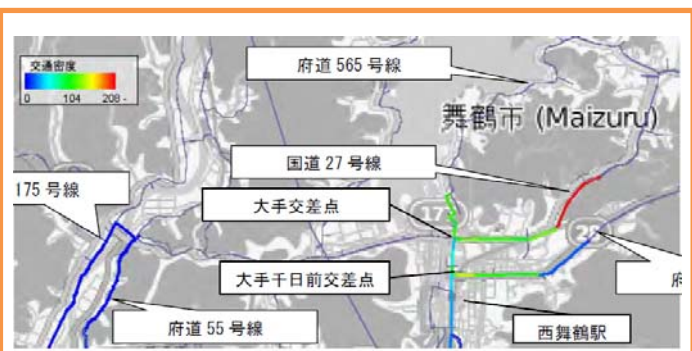 交通密度
0 104 208 -
府道 565 号線
舞鶴市 (Maizuru)
国道 27 号線
175 号線
大手交差点
175
大手千日前交差点
府
府道 55 号線
西舞鶴駅